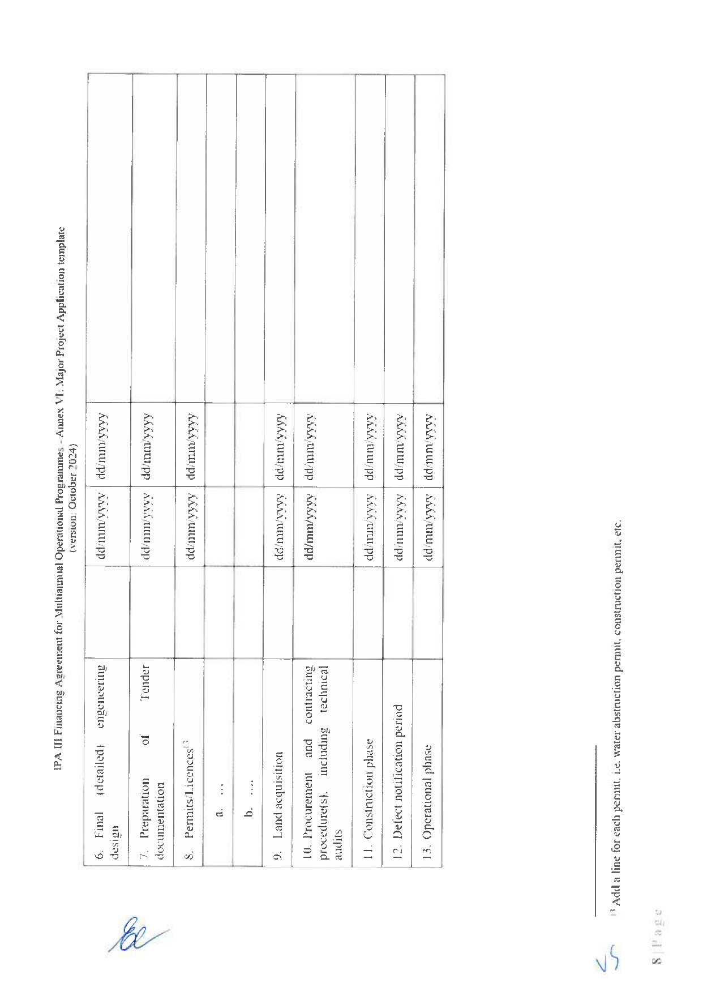 IPA III Financing Agreement for Multiannual Operational Programmes - Annex VI: Major Project Application template
(version: October 2024)
6. Final (detailed) engeneering dd/mm/yyyy dd/mm/yyyy
design
7. Preparation of Tender dd/mm/yyyy dd/mm/yyyy
documentation
8. Permits/Licences13 dd/mm/yyyy dd/mm/yyyy
a. ...
b. ....
9. Land acquisition dd/mm/yyyy dd/mm/yyyy
10. Procurement and contracting dd/mm/yyyy dd/mm/yyyy
procedure(s), including technical
audits
11. Construction phase dd/mm/yyyy dd/mm/yyyy
12. Defect notification period dd/mm/yyyy dd/mm/yyyy
13. Operational phase dd/mm/yyyy dd/mm/yyyy
13 Add a line for each permit, i.e. water abstruction permit, construction permit, etc.
8 | Page
VS